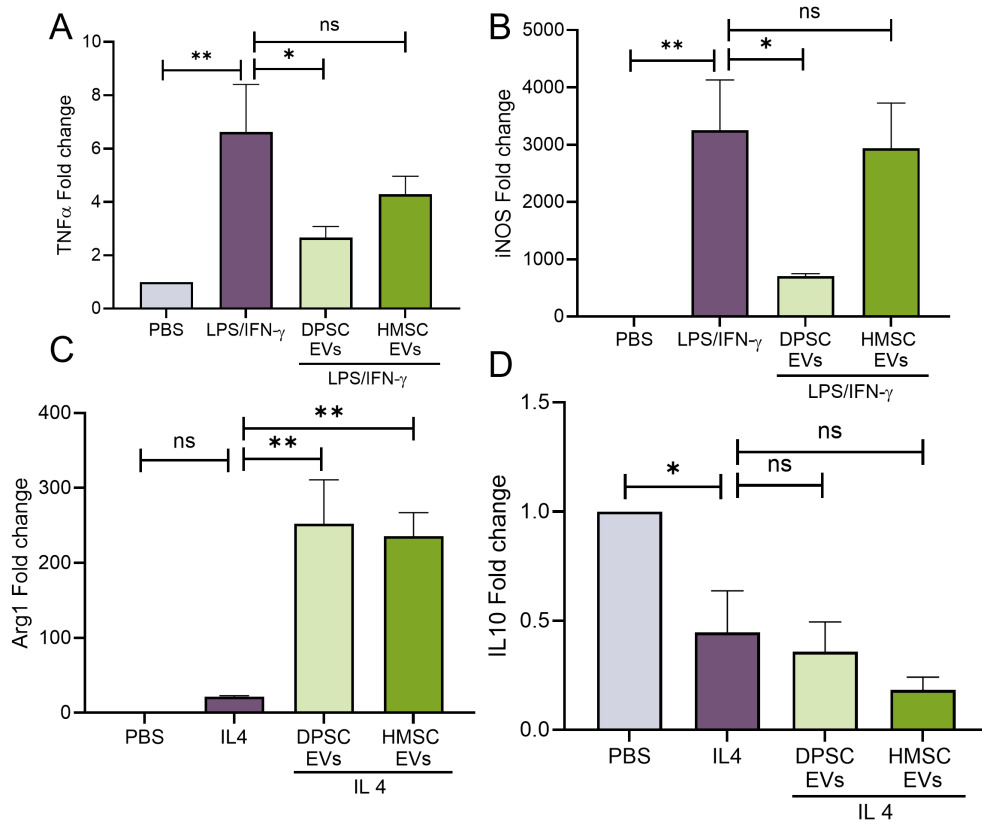 A
TNFα Fold change
10
8
6
4
2
0
**
*
ns
PBS
LPS/IFN-γ
DPSC
EVs
HMSC
EVs
LPS/IFN-γ
B
iNOS Fold change
5000
4000
3000
2000
1000
0
**
*
ns
PBS
LPS/IFN-γ
DPSC
EVs
HMSC
EVs
LPS/IFN-γ
C
Arg1 Fold change
400
300
200
100
0
ns
**
**
PBS
IL4
DPSC
EVs
HMSC
EVs
IL 4
D
IL10 Fold change
1.5
1.0
0.5
0.0
*
ns
ns
PBS
IL4
DPSC
EVs
HMSC
EVs
IL 4